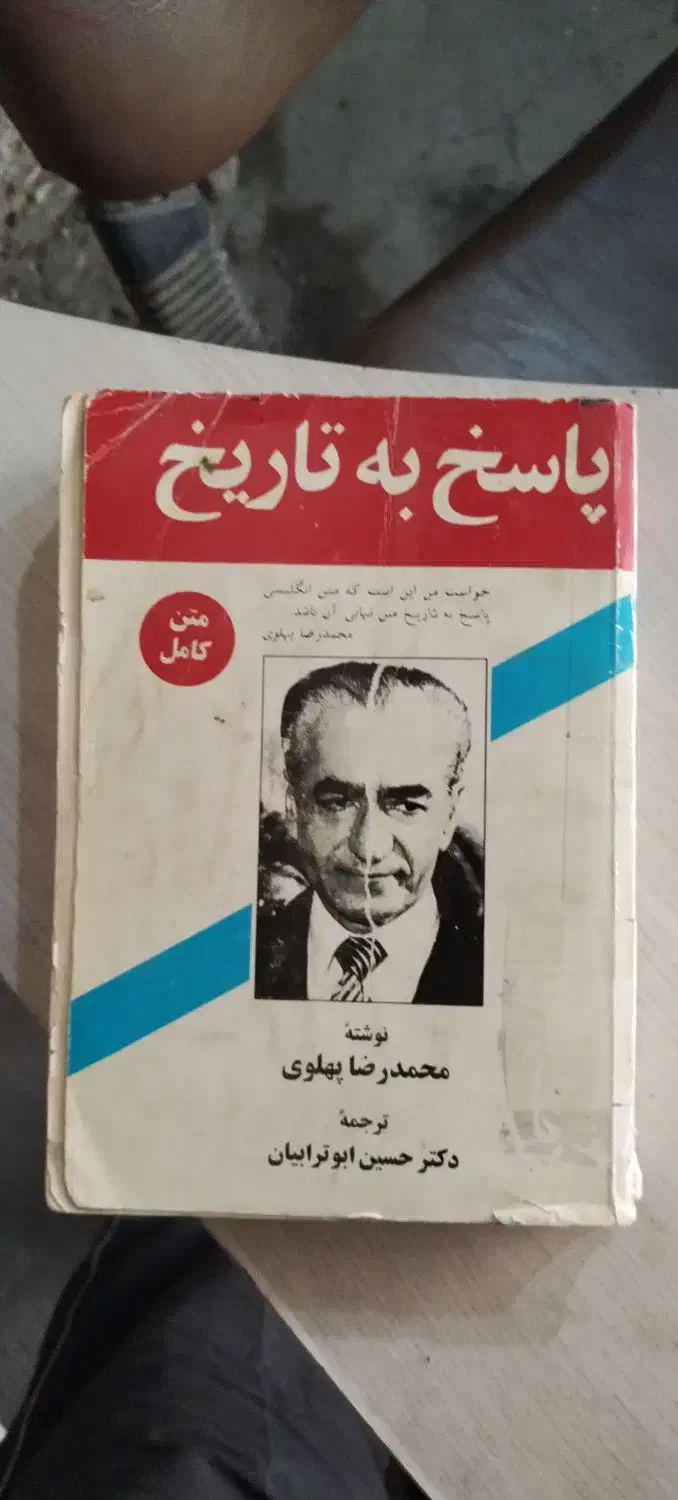 پاسخ به تاریخ
خواست من این است که متن انگلیسی
پاسخ به تاریخ متن نهایی آن باشد.
محمدرضا پهلوی
متن
کامل
نوشتهٔ
محمدرضا پهلوی
ترجمهٔ
دکتر حسین ابوترابیان